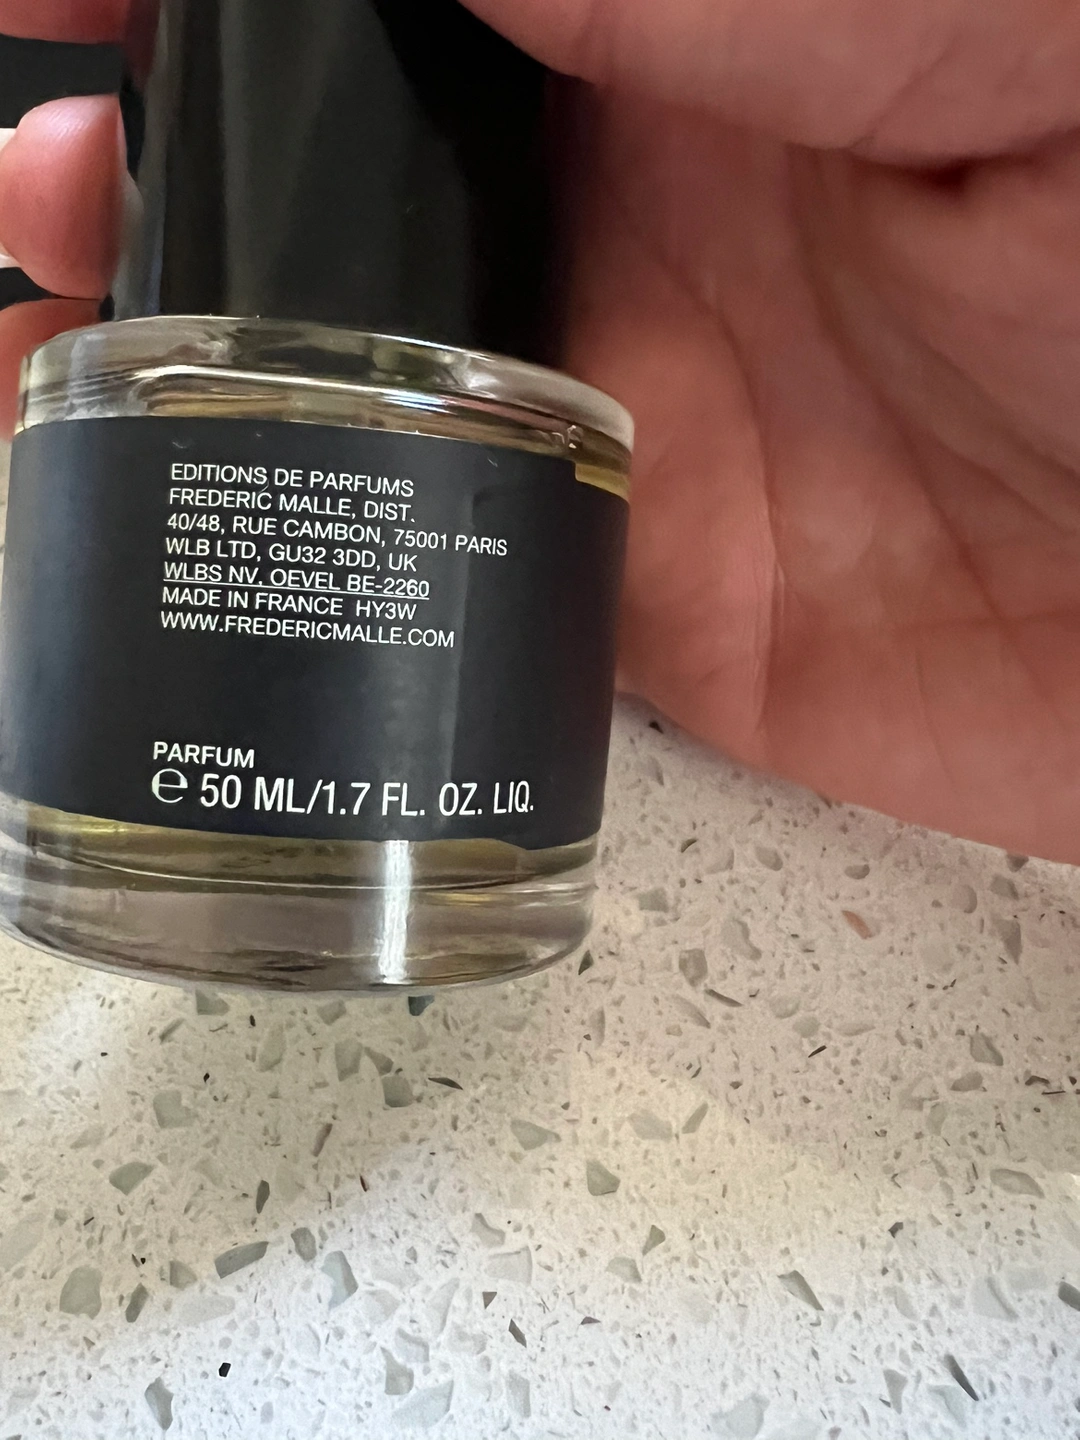 EDITIONS DE PARFUMS
FREDERIC MALLE, DIST.
40/48, RUE CAMBON, 75001 PARIS
WLB LTD, GU32 3DD, UK
WLBS NV, OEVEL BE-2260
MADE IN FRANCE HY3W
WWW.FREDERICMALLE.COM
PARFUM
℮ 50 ML/1.7 FL. OZ. LIQ.